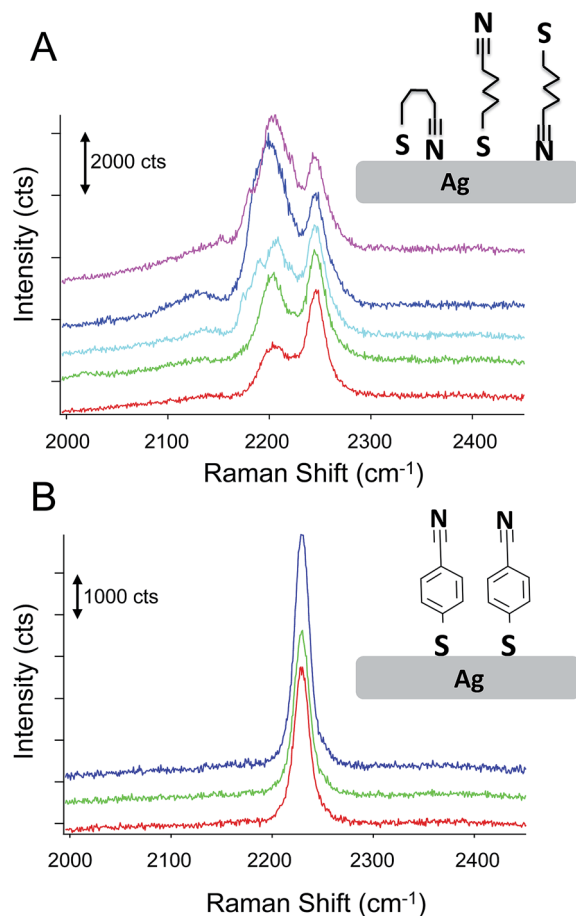 A
2000 cts
Intensity (cts)
N
S
S N
S
N
Ag
2000 2100 2200 2300 2400
Raman Shift (cm-1)
B
1000 cts
Intensity (cts)
N N
S S
Ag
2000 2100 2200 2300 2400
Raman Shift (cm-1)